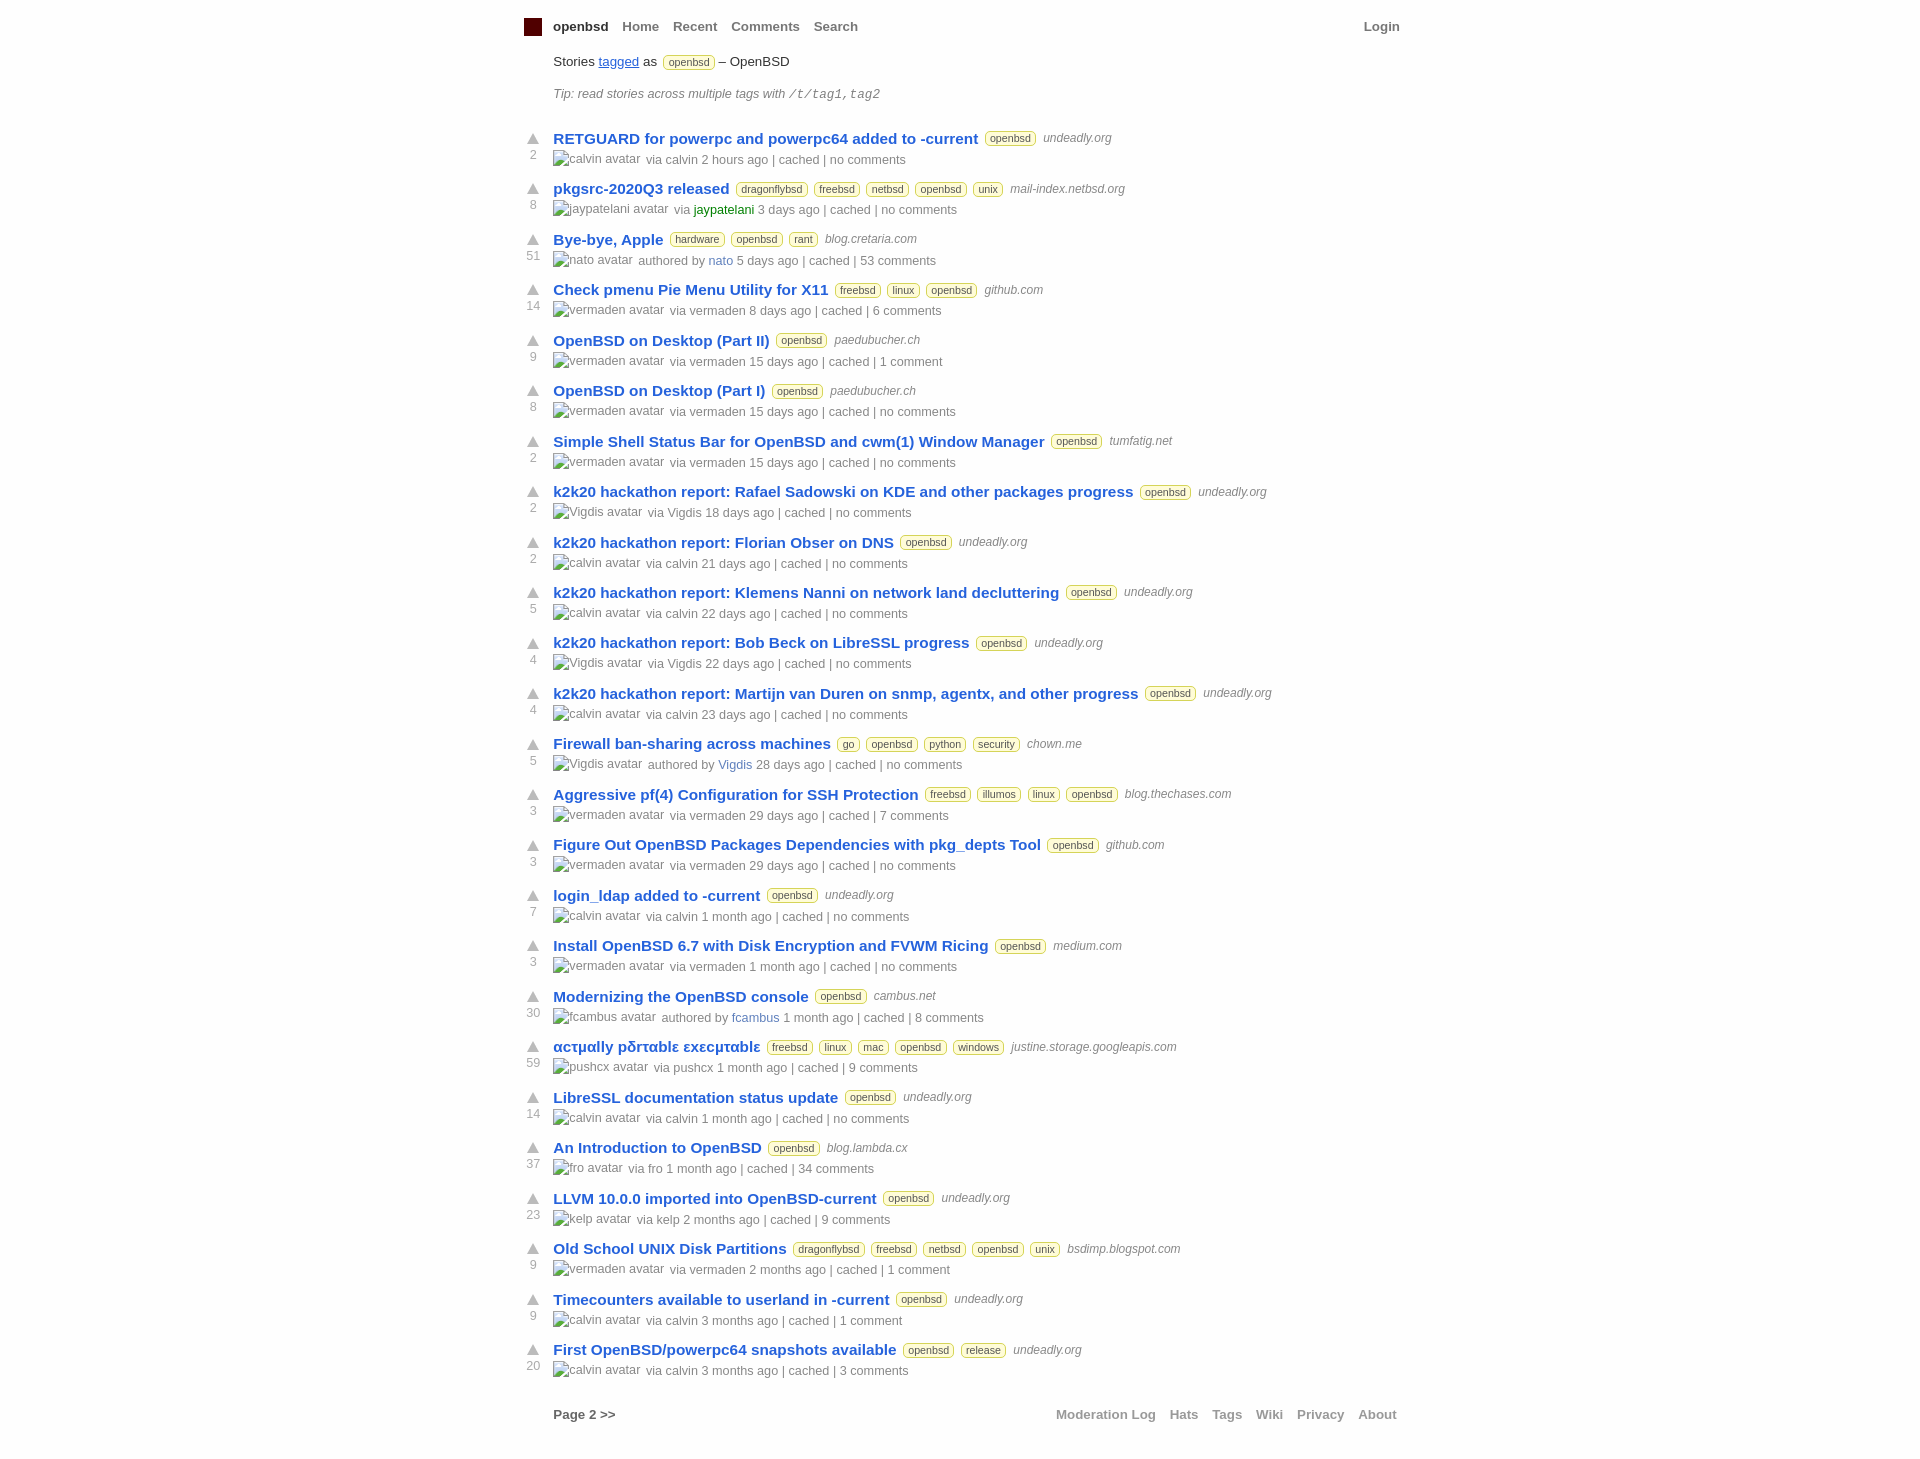 openbsd Home Recent Comments Search Login
Stories tagged as openbsd – OpenBSD
Tip: read stories across multiple tags with /t/tag1,tag2
RETGUARD for powerpc and powerpc64 added to -current openbsd undeadly.org
2 calvin avatar via calvin 2 hours ago | cached | no comments
pkgsrc-2020Q3 released dragonflybsd freebsd netbsd openbsd unix mail-index.netbsd.org
8 jaypatelani avatar via jaypatelani 3 days ago | cached | no comments
Bye-bye, Apple hardware openbsd rant blog.cretaria.com
51 nato avatar authored by nato 5 days ago | cached | 53 comments
Check pmenu Pie Menu Utility for X11 freebsd linux openbsd github.com
14 vermaden avatar via vermaden 8 days ago | cached | 6 comments
OpenBSD on Desktop (Part II) openbsd paedubucher.ch
9 vermaden avatar via vermaden 15 days ago | cached | 1 comment
OpenBSD on Desktop (Part I) openbsd paedubucher.ch
8 vermaden avatar via vermaden 15 days ago | cached | no comments
Simple Shell Status Bar for OpenBSD and cwm(1) Window Manager openbsd tumfatig.net
2 vermaden avatar via vermaden 15 days ago | cached | no comments
k2k20 hackathon report: Rafael Sadowski on KDE and other packages progress openbsd undeadly.org
2 Vigdis avatar via Vigdis 18 days ago | cached | no comments
k2k20 hackathon report: Florian Obser on DNS openbsd undeadly.org
2 calvin avatar via calvin 21 days ago | cached | no comments
k2k20 hackathon report: Klemens Nanni on network land decluttering openbsd undeadly.org
5 calvin avatar via calvin 22 days ago | cached | no comments
k2k20 hackathon report: Bob Beck on LibreSSL progress openbsd undeadly.org
4 Vigdis avatar via Vigdis 22 days ago | cached | no comments
k2k20 hackathon report: Martijn van Duren on snmp, agentx, and other progress openbsd undeadly.org
4 calvin avatar via calvin 23 days ago | cached | no comments
Firewall ban-sharing across machines go openbsd python security chown.me
5 Vigdis avatar authored by Vigdis 28 days ago | cached | no comments
Aggressive pf(4) Configuration for SSH Protection freebsd illumos linux openbsd blog.thechases.com
3 vermaden avatar via vermaden 29 days ago | cached | 7 comments
Figure Out OpenBSD Packages Dependencies with pkg_depts Tool openbsd github.com
3 vermaden avatar via vermaden 29 days ago | cached | no comments
login_ldap added to -current openbsd undeadly.org
7 calvin avatar via calvin 1 month ago | cached | no comments
Install OpenBSD 6.7 with Disk Encryption and FVWM Ricing openbsd medium.com
3 vermaden avatar via vermaden 1 month ago | cached | no comments
Modernizing the OpenBSD console openbsd cambus.net
30 fcambus avatar authored by fcambus 1 month ago | cached | 8 comments
αcτµαlly pδrταblε εxεcµταblε freebsd linux mac openbsd windows justine.storage.googleapis.com
59 pushcx avatar via pushcx 1 month ago | cached | 9 comments
LibreSSL documentation status update openbsd undeadly.org
14 calvin avatar via calvin 1 month ago | cached | no comments
An Introduction to OpenBSD openbsd blog.lambda.cx
37 fro avatar via fro 1 month ago | cached | 34 comments
LLVM 10.0.0 imported into OpenBSD-current openbsd undeadly.org
23 kelp avatar via kelp 2 months ago | cached | 9 comments
Old School UNIX Disk Partitions dragonflybsd freebsd netbsd openbsd unix bsdimp.blogspot.com
9 vermaden avatar via vermaden 2 months ago | cached | 1 comment
Timecounters available to userland in -current openbsd undeadly.org
9 calvin avatar via calvin 3 months ago | cached | 1 comment
First OpenBSD/powerpc64 snapshots available openbsd release undeadly.org
20 calvin avatar via calvin 3 months ago | cached | 3 comments
Page 2 >> Moderation Log Hats Tags Wiki Privacy About